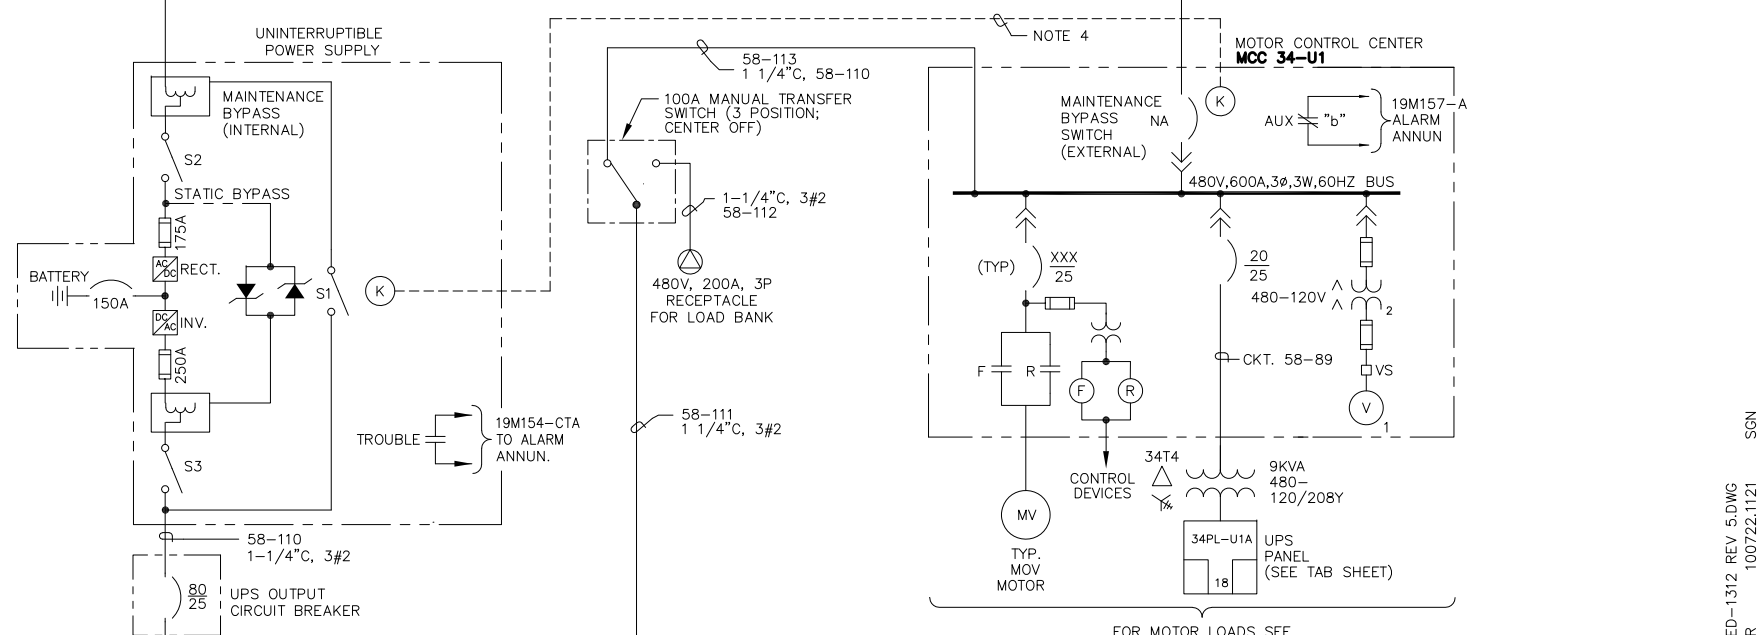 UNINTERRUPTIBLE
POWER SUPPLY
MAINTENANCE
BYPASS
(INTERNAL)
S2
STATIC BYPASS
175A
AC
DC
RECT.
BATTERY
150A
DC
AC
INV.
250A
S1
K
S3
TROUBLE
19M154-CTA
TO ALARM
ANNUN.
58-110
1-1/4"C, 3#2
80
25
UPS OUTPUT
CIRCUIT BREAKER
NOTE 4
58-113
1 1/4"C, 58-110
100A MANUAL TRANSFER
SWITCH (3 POSITION;
CENTER OFF)
1-1/4"C, 3#2
58-112
480V, 200A, 3P
RECEPTACLE
FOR LOAD BANK
58-111
1 1/4"C, 3#2
MOTOR CONTROL CENTER
MCC 34-U1
MAINTENANCE
BYPASS
SWITCH
(EXTERNAL)
NA
K
AUX
"b"
19M157-A
ALARM
ANNUN
480V,600A,3ø,3W,60HZ BUS
(TYP)
XXX
25
20
25
480-120V
2
F
R
F
R
CKT. 58-89
VS
V
1
CONTROL
DEVICES
34T4
9KVA
480-
120/208Y
MV
TYP.
MOV
MOTOR
34PL-U1A
18
UPS
PANEL
(SEE TAB SHEET)
FOR MOTOR LOADS SEE
ED-1312 REV 5.DWG
R 100722.1121 SGN